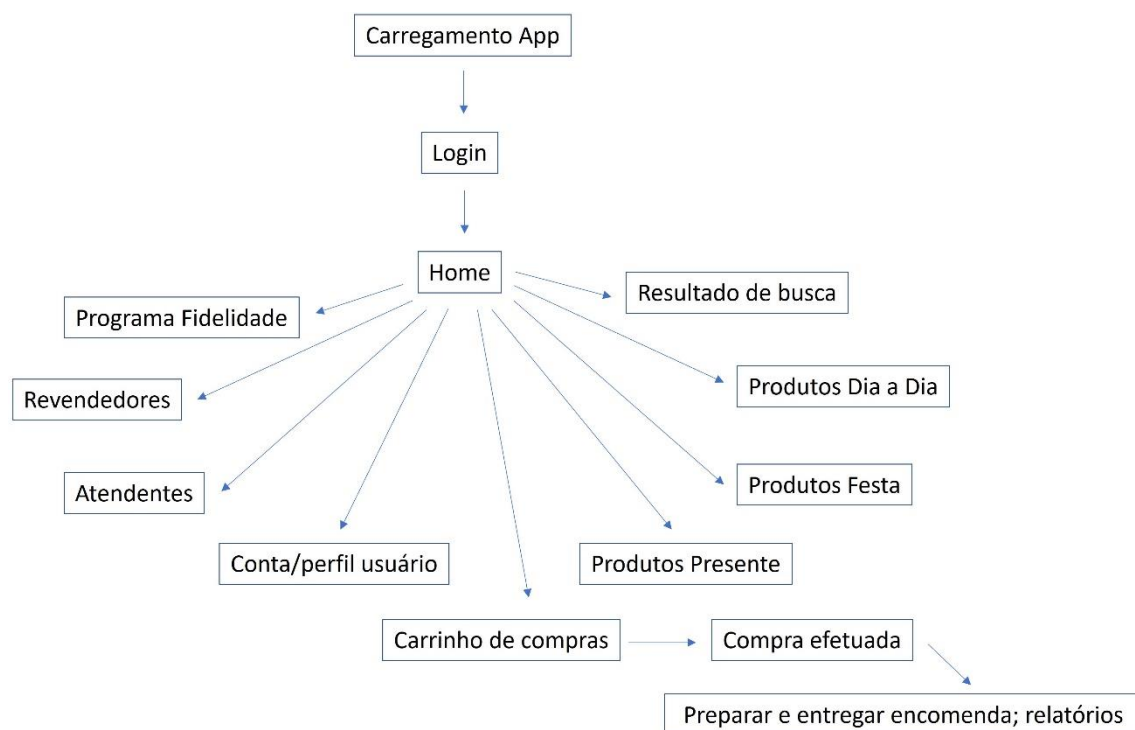 Carregamento App
Login
Home
Resultado de busca
Programa Fidelidade
Produtos Dia a Dia
Revendedores
Produtos Festa
Atendentes
Conta/perfil usuário
Produtos Presente
Carrinho de compras
Compra efetuada
Preparar e entregar encomenda; relatórios